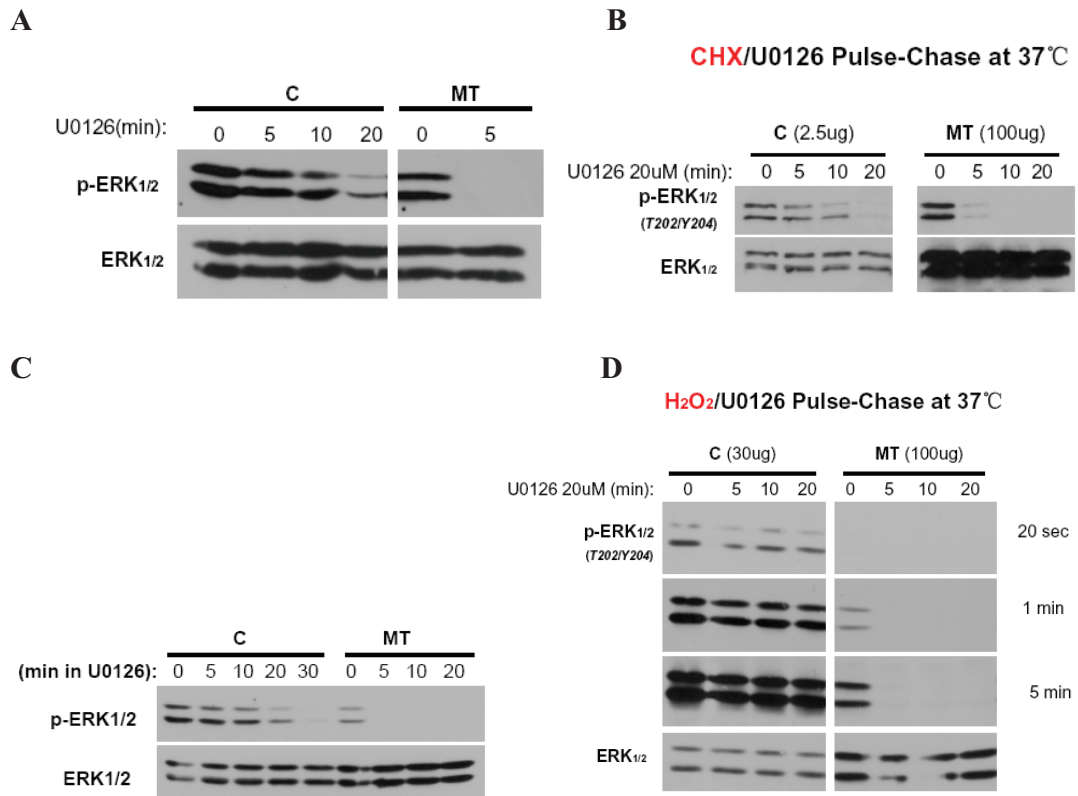 A
C MT
U0126(min): 0 5 10 20 0 5
p-ERK1/2
ERK1/2
B
CHX/U0126 Pulse-Chase at 37℃
C (2.5ug) MT (100ug)
U0126 20uM (min): 0 5 10 20 0 5 10 20
p-ERK1/2
(T202/Y204)
ERK1/2
C
C MT
(min in U0126): 0 5 10 20 30 0 5 10 20
p-ERK1/2
ERK1/2
D
H2O2/U0126 Pulse-Chase at 37℃
C (30ug) MT (100ug)
U0126 20uM (min): 0 5 10 20 0 5 10 20
p-ERK1/2
(T202/Y204)
20 sec
1 min
5 min
ERK1/2